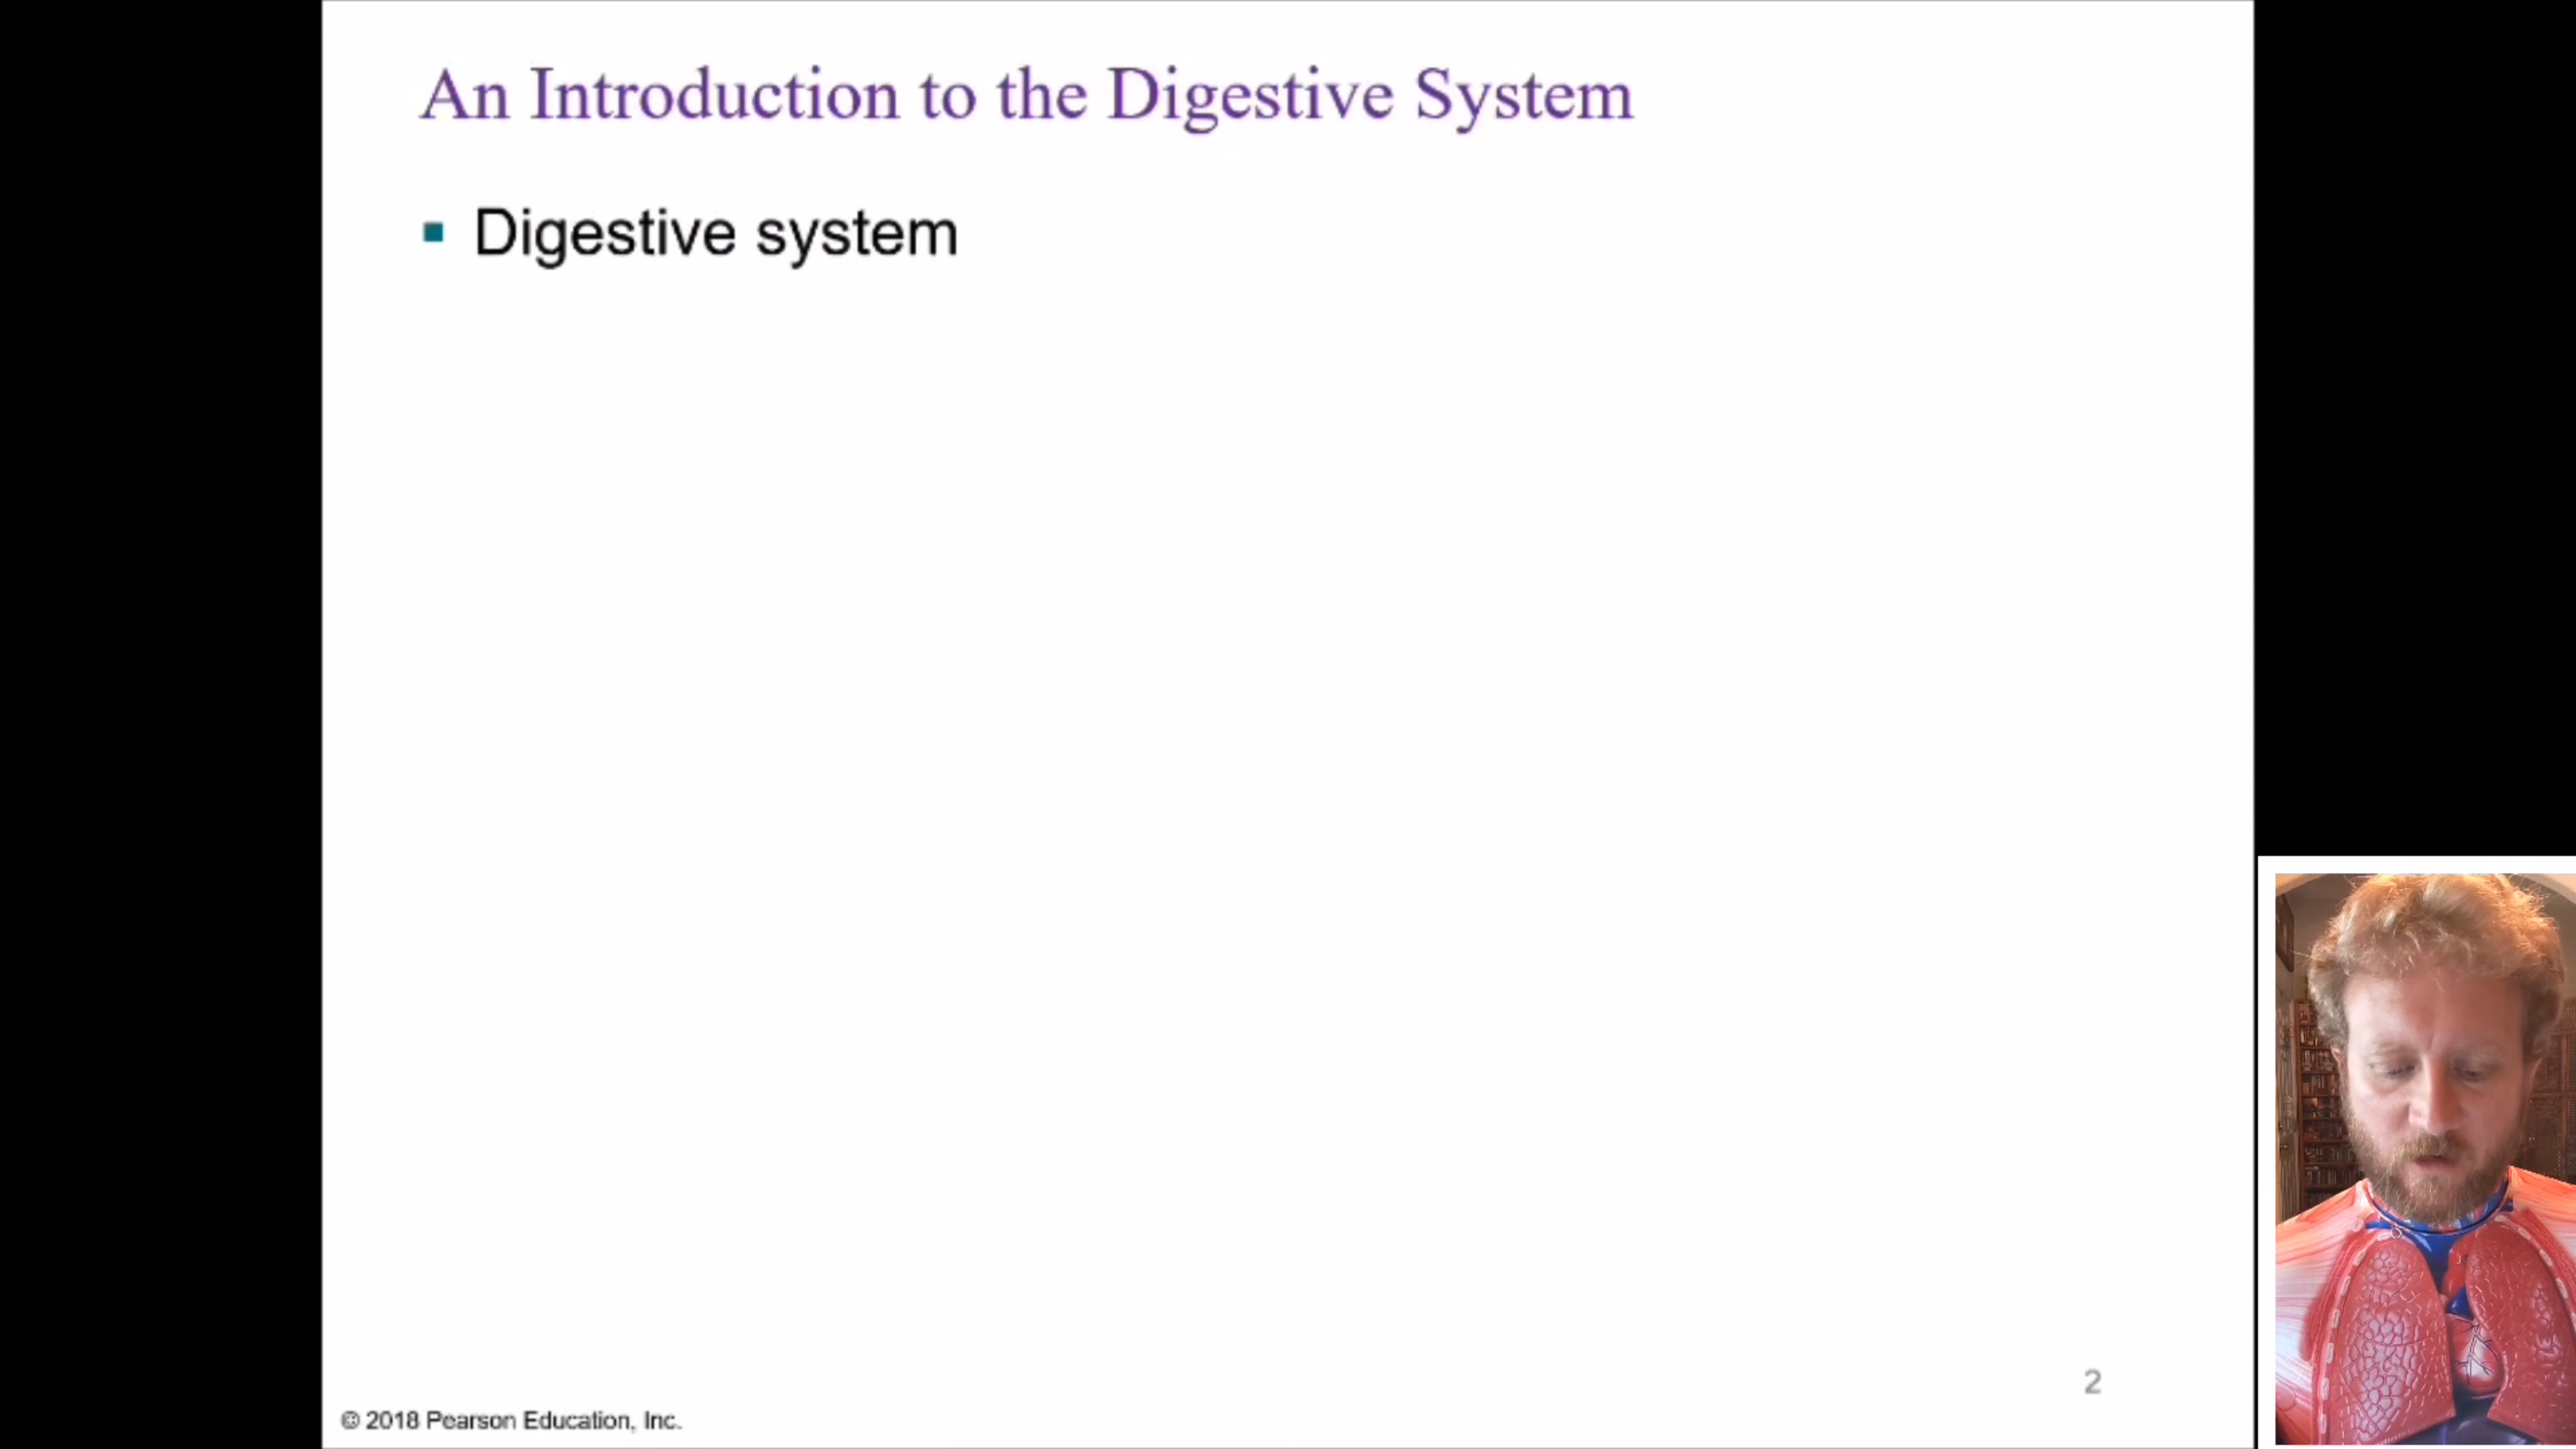 An Introduction to the Digestive System
Digestive system
2
© 2018 Pearson Education, Inc.